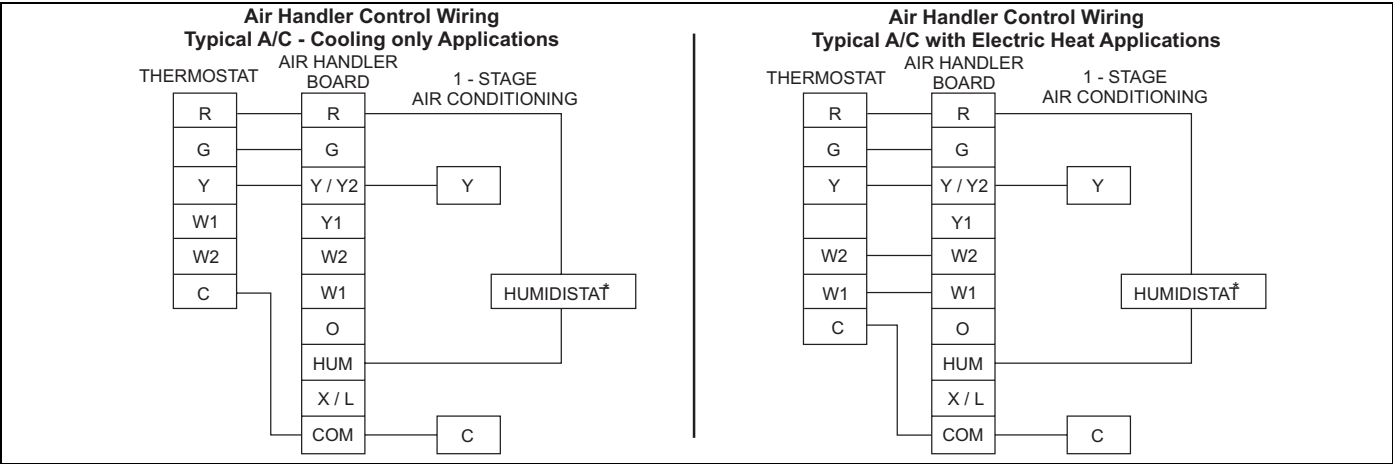 Air Handler Control Wiring
Typical A/C - Cooling only Applications
THERMOSTAT
AIR HANDLER
BOARD
1 - STAGE
AIR CONDITIONING
R
R
G
G
Y
Y / Y2
Y
W1
Y1
W2
W2
C
W1
HUMIDISTAT*
O
HUM
X / L
COM
C
Air Handler Control Wiring
Typical A/C with Electric Heat Applications
THERMOSTAT
AIR HANDLER
BOARD
1 - STAGE
AIR CONDITIONING
R
R
G
G
Y
Y / Y2
Y
Y1
W2
W2
W1
W1
HUMIDISTAT*
C
O
HUM
X / L
COM
C